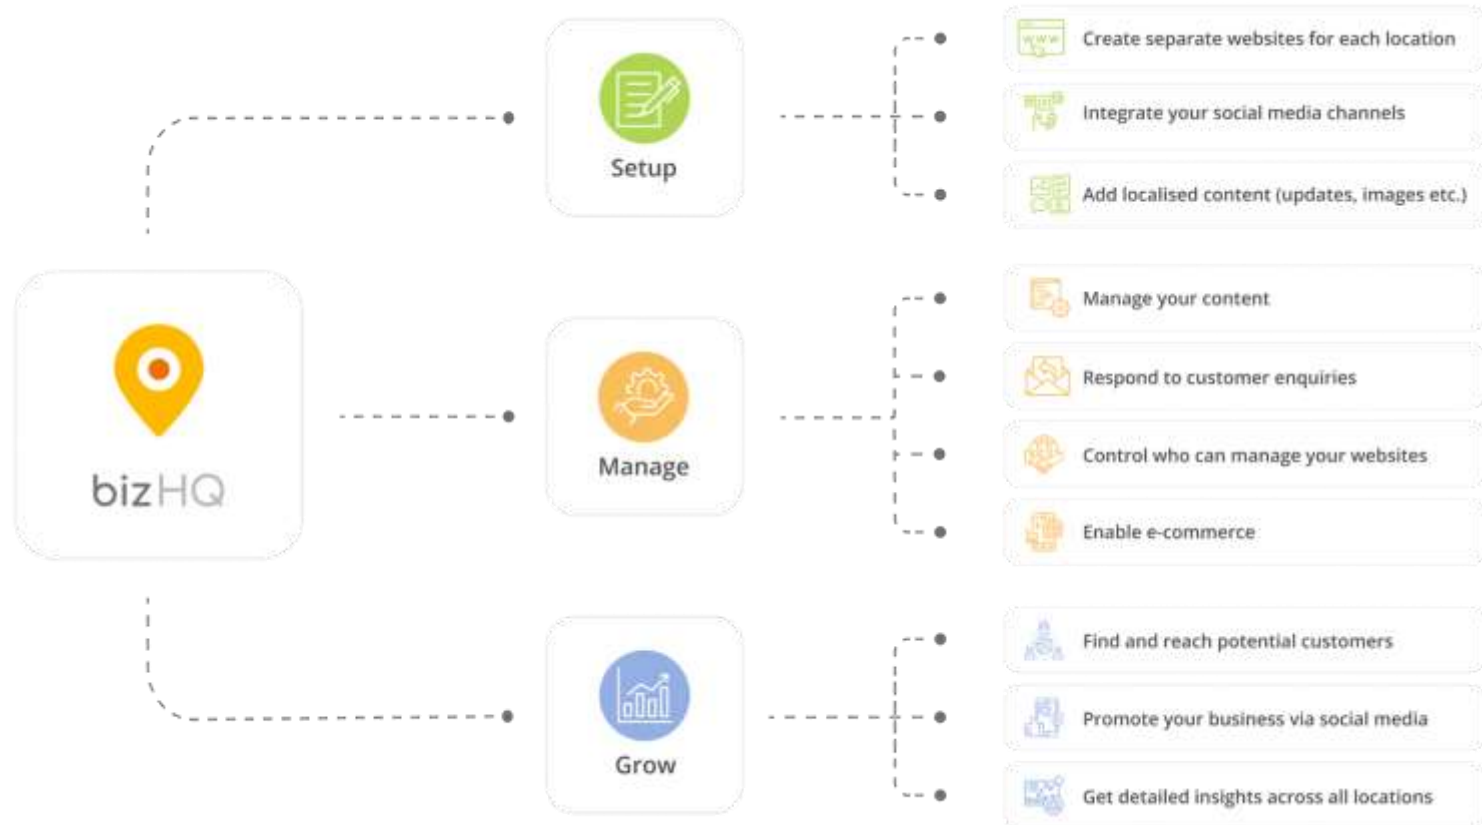 Setup
Create separate websites for each location
Integrate your social media channels
Add localised content (updates, images etc.)
bizHQ
Manage
Manage your content
Respond to customer enquiries
Control who can manage your websites
Enable e-commerce
Grow
Find and reach potential customers
Promote your business via social media
Get detailed insights across all locations